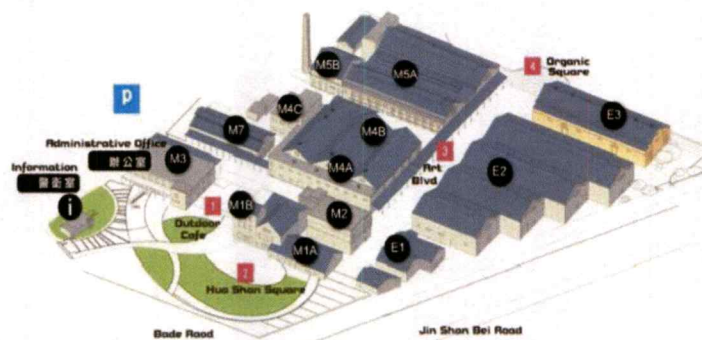 M5B
M5A
4
Organic
Square
P
M4C
M7
M4B
E3
Administrative Office
辦公室
M3
M4A
3
Art
Blvd
E2
Information
警衛室
i
1
Outdoor
Cafe
M1B
M2
M1A
E1
2
Hua Shan Square
Bade Road
Jin Shan Bei Road